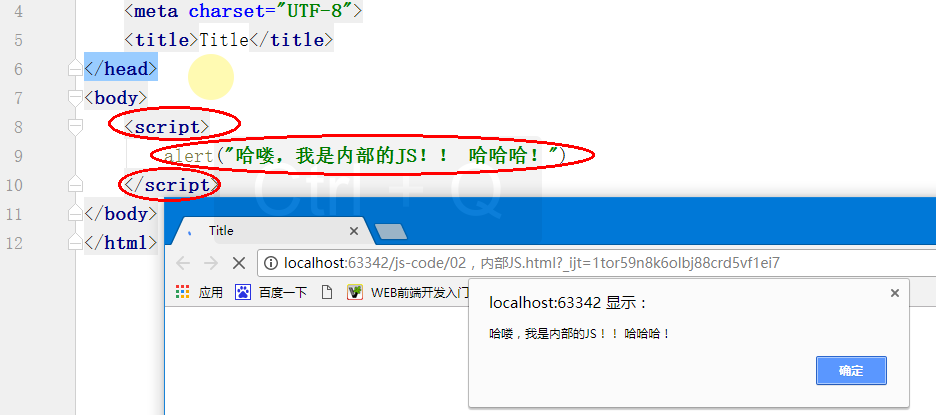 4 <meta charset="UTF-8">
5 <title>Title</title>
6 </head>
7 <body>
8 <script>
9 alert("哈喽，我是内部的JS！！ 哈哈哈！")
10 </script>
Ctrl + Q
11 </body>
12 </html>
Title
localhost:63342/js-code/02，内部JS.html?_ijt=1tor59n8k6olbj88crd5vf1ei7
应用 百度一下 WEB前端开发入门
localhost:63342 显示：
哈喽，我是内部的JS！！ 哈哈哈！
确定